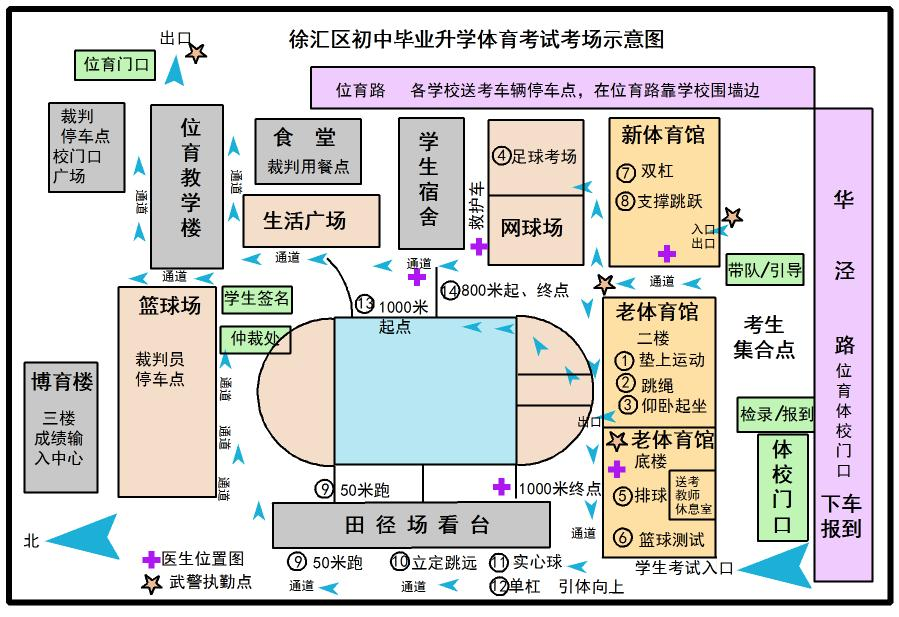 徐汇区初中毕业升学体育考试考场示意图
出口
位育门口
位育路 各学校送考车辆停车点，在位育路靠学校围墙边
裁判
停车点
校门口
广场
位育教学楼
食堂
裁判用餐点
学生宿舍
④足球考场
网球场
新体育馆
⑦双杠
⑧支撑跳跃
入口
出口
华泾路
位育体校门口
下车
报到
通道
通道
生活广场
救护车
通道
通道
通道
通道
带队/引导
篮球场
裁判员
停车点
学生签名
仲裁处
⑬1000米
起点
⑭800米起、终点
老体育馆
二楼
①垫上运动
②跳绳
③仰卧起坐
出口
考生
集合点
检录/报到
体校门口
博育楼
三楼
成绩输
入中心
通道
通道
通道
老体育馆
底楼
⑤排球
送考
教师
休息室
⑥篮球测试
⑨50米跑
1000米终点
田径场看台
通道
北
医生位置图
武警执勤点
⑨50米跑
⑩立定跳远
⑪实心球
⑫单杠 引体向上
通道
通道
学生考试入口